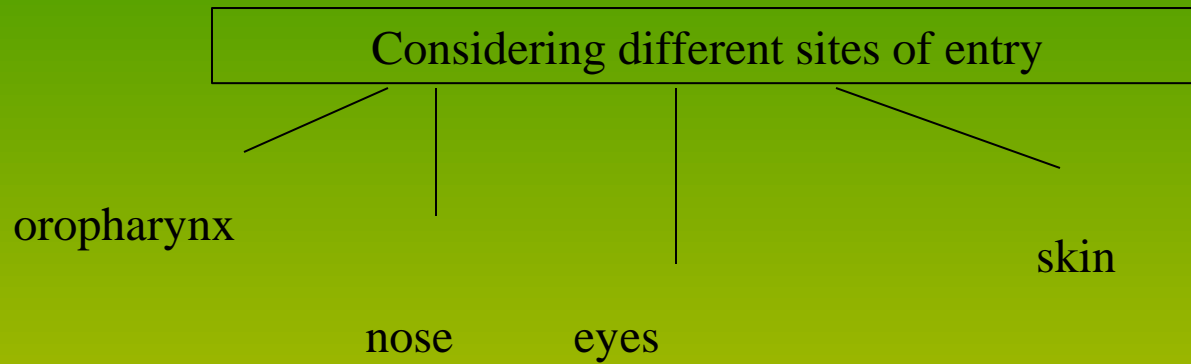 Considering different sites of entry
oropharynx
nose
eyes
skin